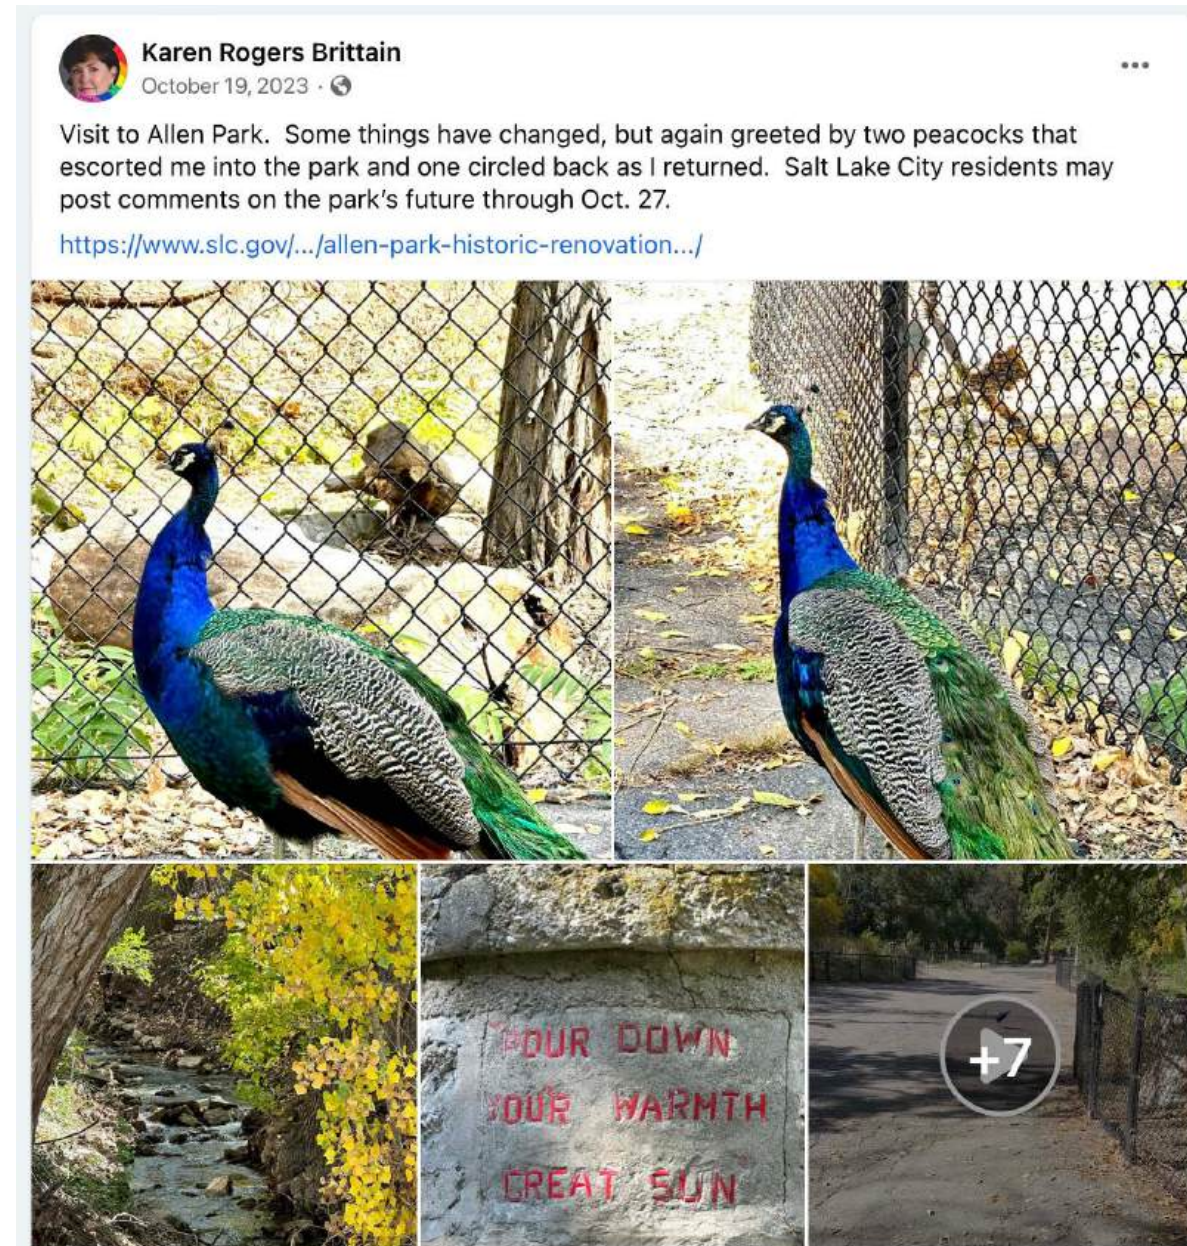 Karen Rogers Brittain
October 19, 2023 ·
Visit to Allen Park.  Some things have changed, but again greeted by two peacocks that
escorted me into the park and one circled back as I returned.  Salt Lake City residents may
post comments on the park's future through Oct. 27.
https://www.slc.gov/.../allen-park-historic-renovation.../
POUR DOWN
YOUR WARMTH
GREAT SUN
+7